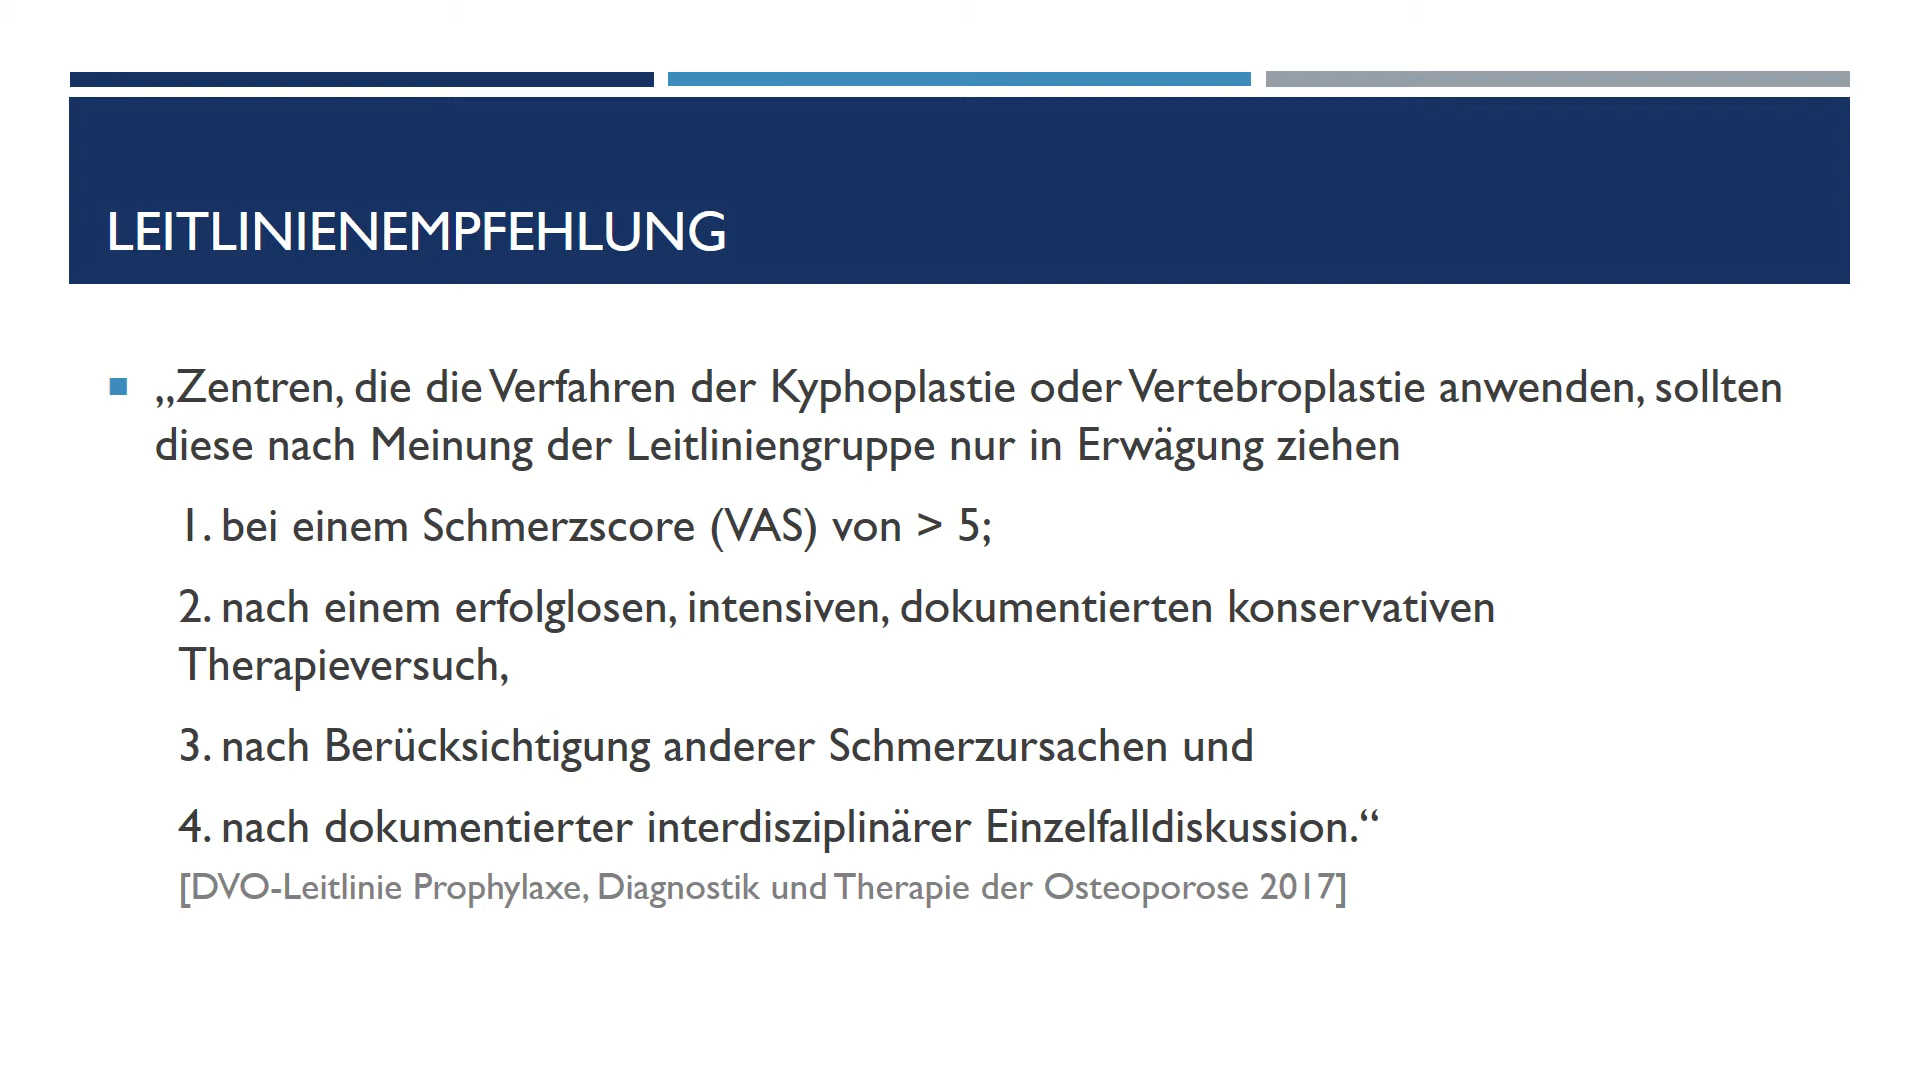 LEITLINIENEMPFEHLUNG
„Zentren, die die Verfahren der Kyphoplastie oder Vertebroplastie anwenden, sollten
diese nach Meinung der Leitliniengruppe nur in Erwägung ziehen
1. bei einem Schmerzscore (VAS) von > 5;
2. nach einem erfolglosen, intensiven, dokumentierten konservativen
Therapieversuch,
3. nach Berücksichtigung anderer Schmerzursachen und
4. nach dokumentierter interdisziplinärer Einzelfalldiskussion.“
[DVO-Leitlinie Prophylaxe, Diagnostik und Therapie der Osteoporose 2017]